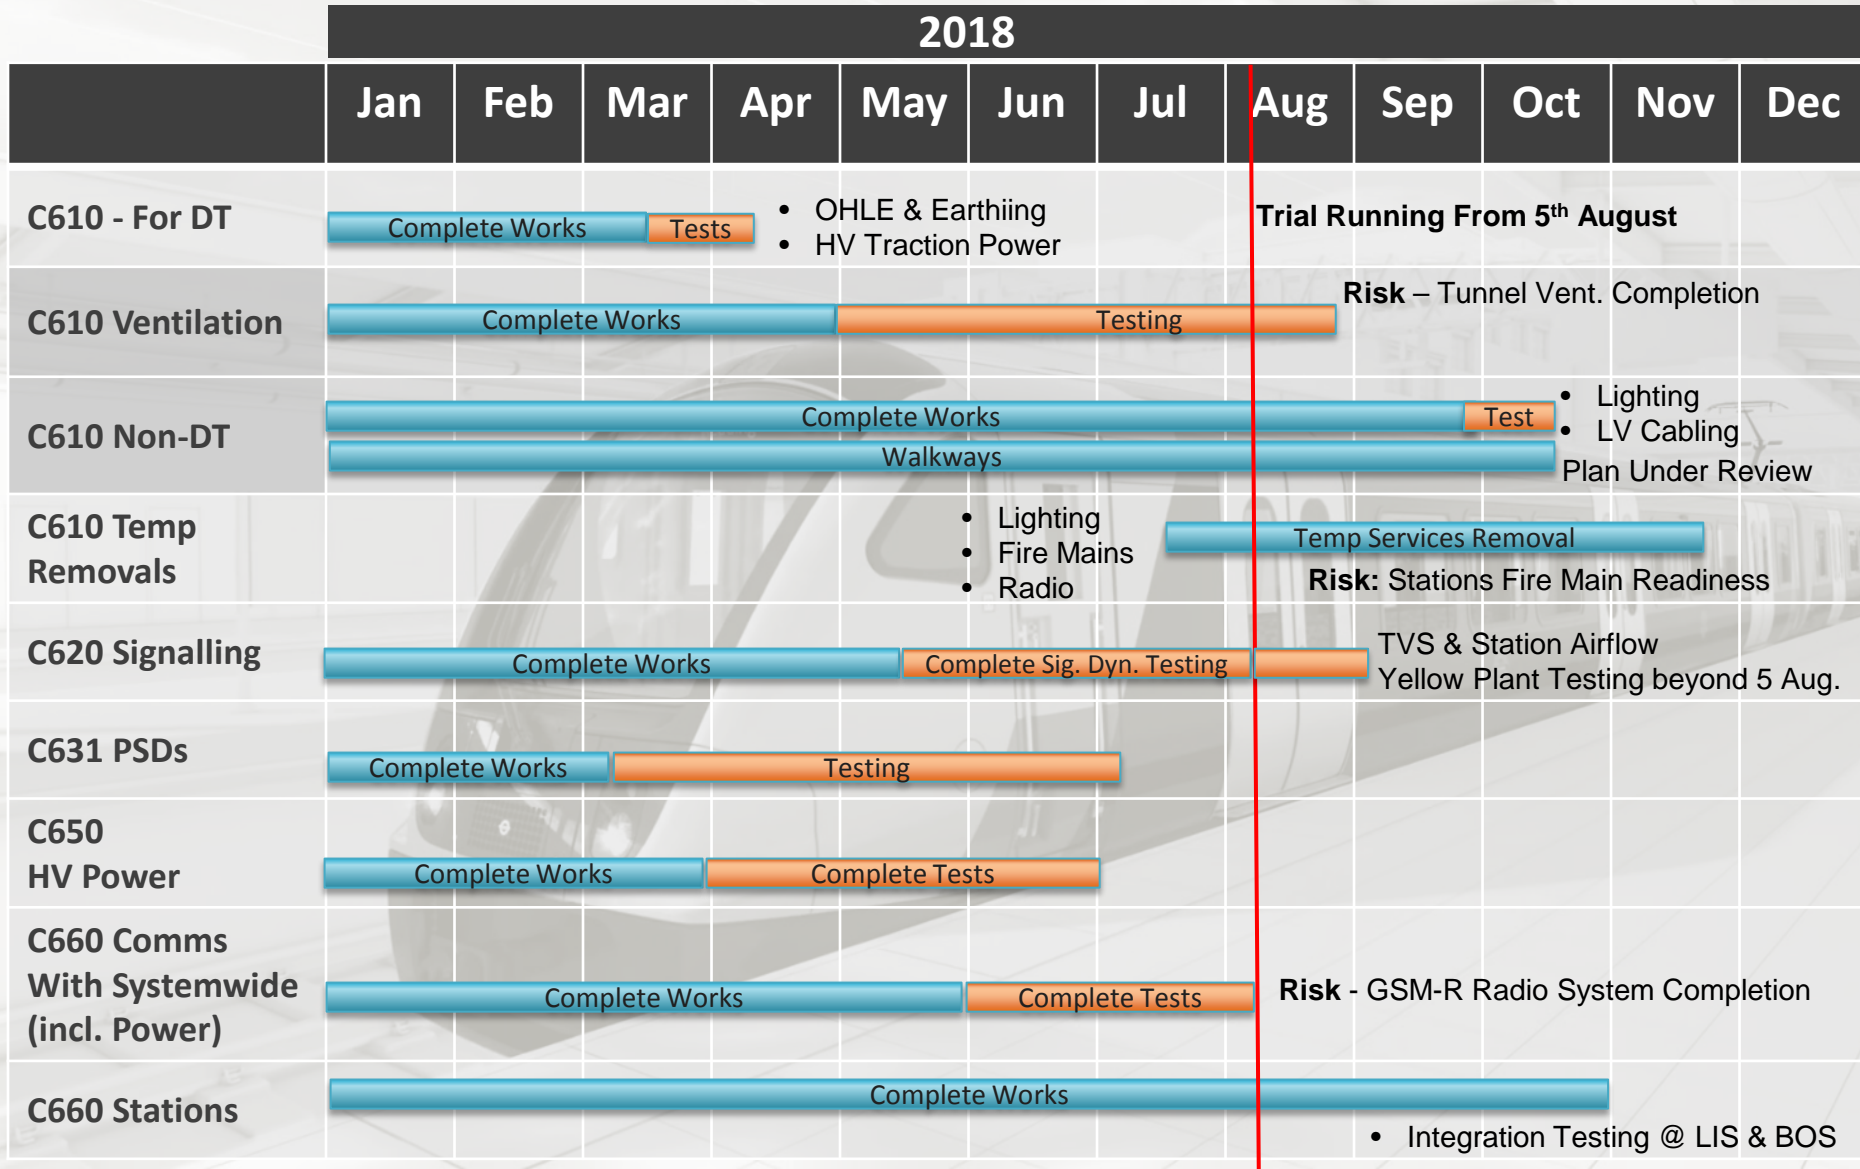 2018
Jan Feb Mar Apr May Jun Jul Aug Sep Oct Nov Dec
C610 - For DT
Complete Works
Tests
• OHLE & Earthiing
• HV Traction Power
Trial Running From 5th August
C610 Ventilation
Complete Works
Testing
Risk – Tunnel Vent. Completion
C610 Non-DT
Complete Works
Test
Walkways
• Lighting
• LV Cabling
Plan Under Review
C610 Temp
Removals
• Lighting
• Fire Mains
• Radio
Temp Services Removal
Risk: Stations Fire Main Readiness
C620 Signalling
Complete Works
Complete Sig. Dyn. Testing
TVS & Station Airflow
Yellow Plant Testing beyond 5 Aug.
C631 PSDs
Complete Works
Testing
C650
HV Power
Complete Works
Complete Tests
C660 Comms
With Systemwide
(incl. Power)
Complete Works
Complete Tests
Risk - GSM-R Radio System Completion
C660 Stations
Complete Works
• Integration Testing @ LIS & BOS